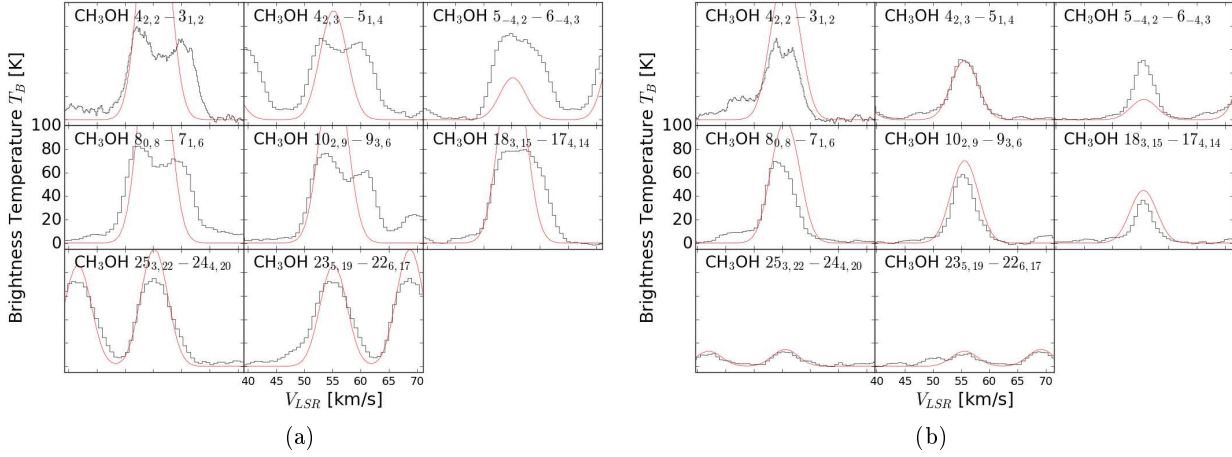 CH₃OH 4₂,₂ − 3₁,₂
CH₃OH 4₂,₃ − 5₁,₄
CH₃OH 5₋₄,₂ − 6₋₄,₃
CH₃OH 8₀,₈ − 7₁,₆
CH₃OH 10₂,₉ − 9₃,₆
CH₃OH 18₃,₁₅ − 17₄,₁₄
CH₃OH 25₃,₂₂ − 24₄,₂₀
CH₃OH 23₅,₁₉ − 22₆,₁₇
Brightness Temperature T_B [K]
100
80
60
40
20
0
40 45 50 55 60 65 70
V_LSR [km/s]
(a)
CH₃OH 4₂,₂ − 3₁,₂
CH₃OH 4₂,₃ − 5₁,₄
CH₃OH 5₋₄,₂ − 6₋₄,₃
CH₃OH 8₀,₈ − 7₁,₆
CH₃OH 10₂,₉ − 9₃,₆
CH₃OH 18₃,₁₅ − 17₄,₁₄
CH₃OH 25₃,₂₂ − 24₄,₂₀
CH₃OH 23₅,₁₉ − 22₆,₁₇
Brightness Temperature T_B [K]
100
80
60
40
20
0
40 45 50 55 60 65 70
V_LSR [km/s]
(b)